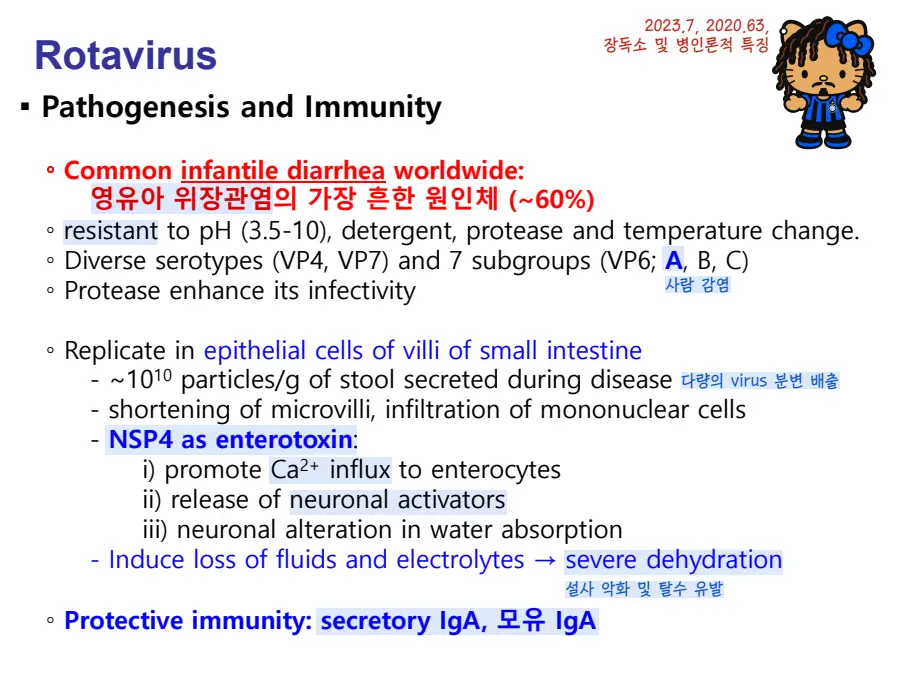 2023.7, 2020.63,
장독소 및 병인론적 특징
Rotavirus
▪ Pathogenesis and Immunity
◦ Common infantile diarrhea worldwide:
영유아 위장관염의 가장 흔한 원인체 (~60%)
◦ resistant to pH (3.5-10), detergent, protease and temperature change.
◦ Diverse serotypes (VP4, VP7) and 7 subgroups (VP6; A, B, C)
사람 감염
◦ Protease enhance its infectivity
◦ Replicate in epithelial cells of villi of small intestine
- ~10¹⁰ particles/g of stool secreted during disease 다량의 virus 분변 배출
- shortening of microvilli, infiltration of mononuclear cells
- NSP4 as enterotoxin:
i) promote Ca²⁺ influx to enterocytes
ii) release of neuronal activators
iii) neuronal alteration in water absorption
- Induce loss of fluids and electrolytes → severe dehydration
설사 악화 및 탈수 유발
◦ Protective immunity: secretory IgA, 모유 IgA